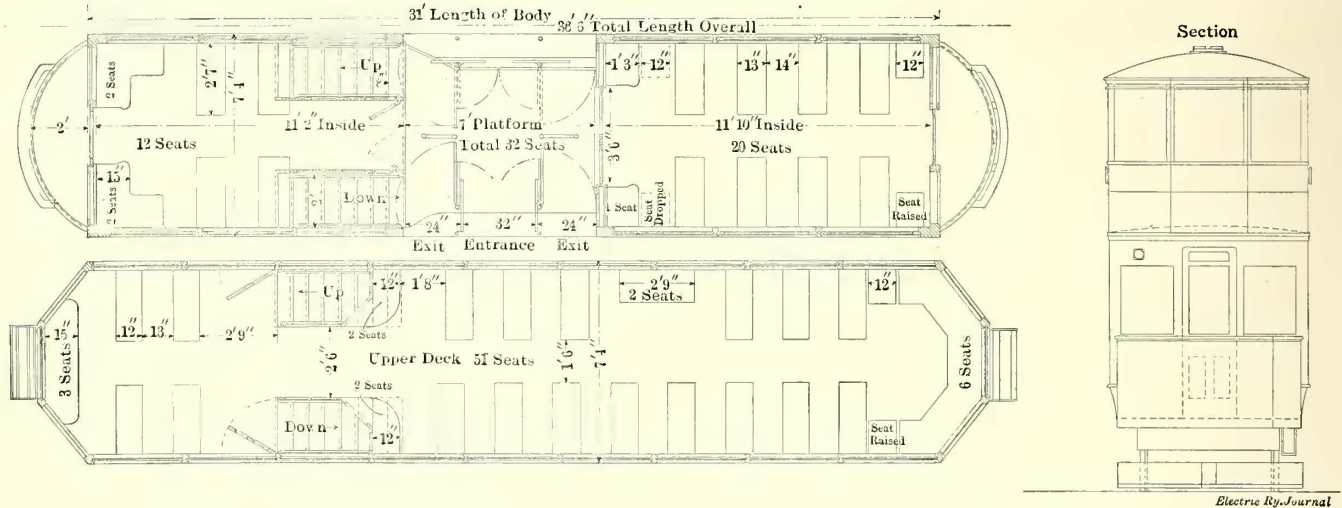 31' Length of Body
38' 6" Total Length Overall
Section
2 Seats
2' 7"
7' 4"
Up
1' 3"
12"
13"
14"
12"
2'
12 Seats
11' 2" Inside
7' Platform
Total 32 Seats
3' 6"
11' 10" Inside
20 Seats
15"
2 Seats
Down
1 Seat
Seat
Dropped
Seat
Raised
24"
32"
24"
Exit
Entrance
Exit
15"
3 Seats
12"
13"
2' 9"
Up
12"
1' 8"
2 Seats
2' 6"
Upper Deck 51 Seats
1' 6"
7' 4"
2' 9"
2 Seats
12"
6 Seats
2 Seats
Down
12"
Seat
Raised
Electric Ry. Journal